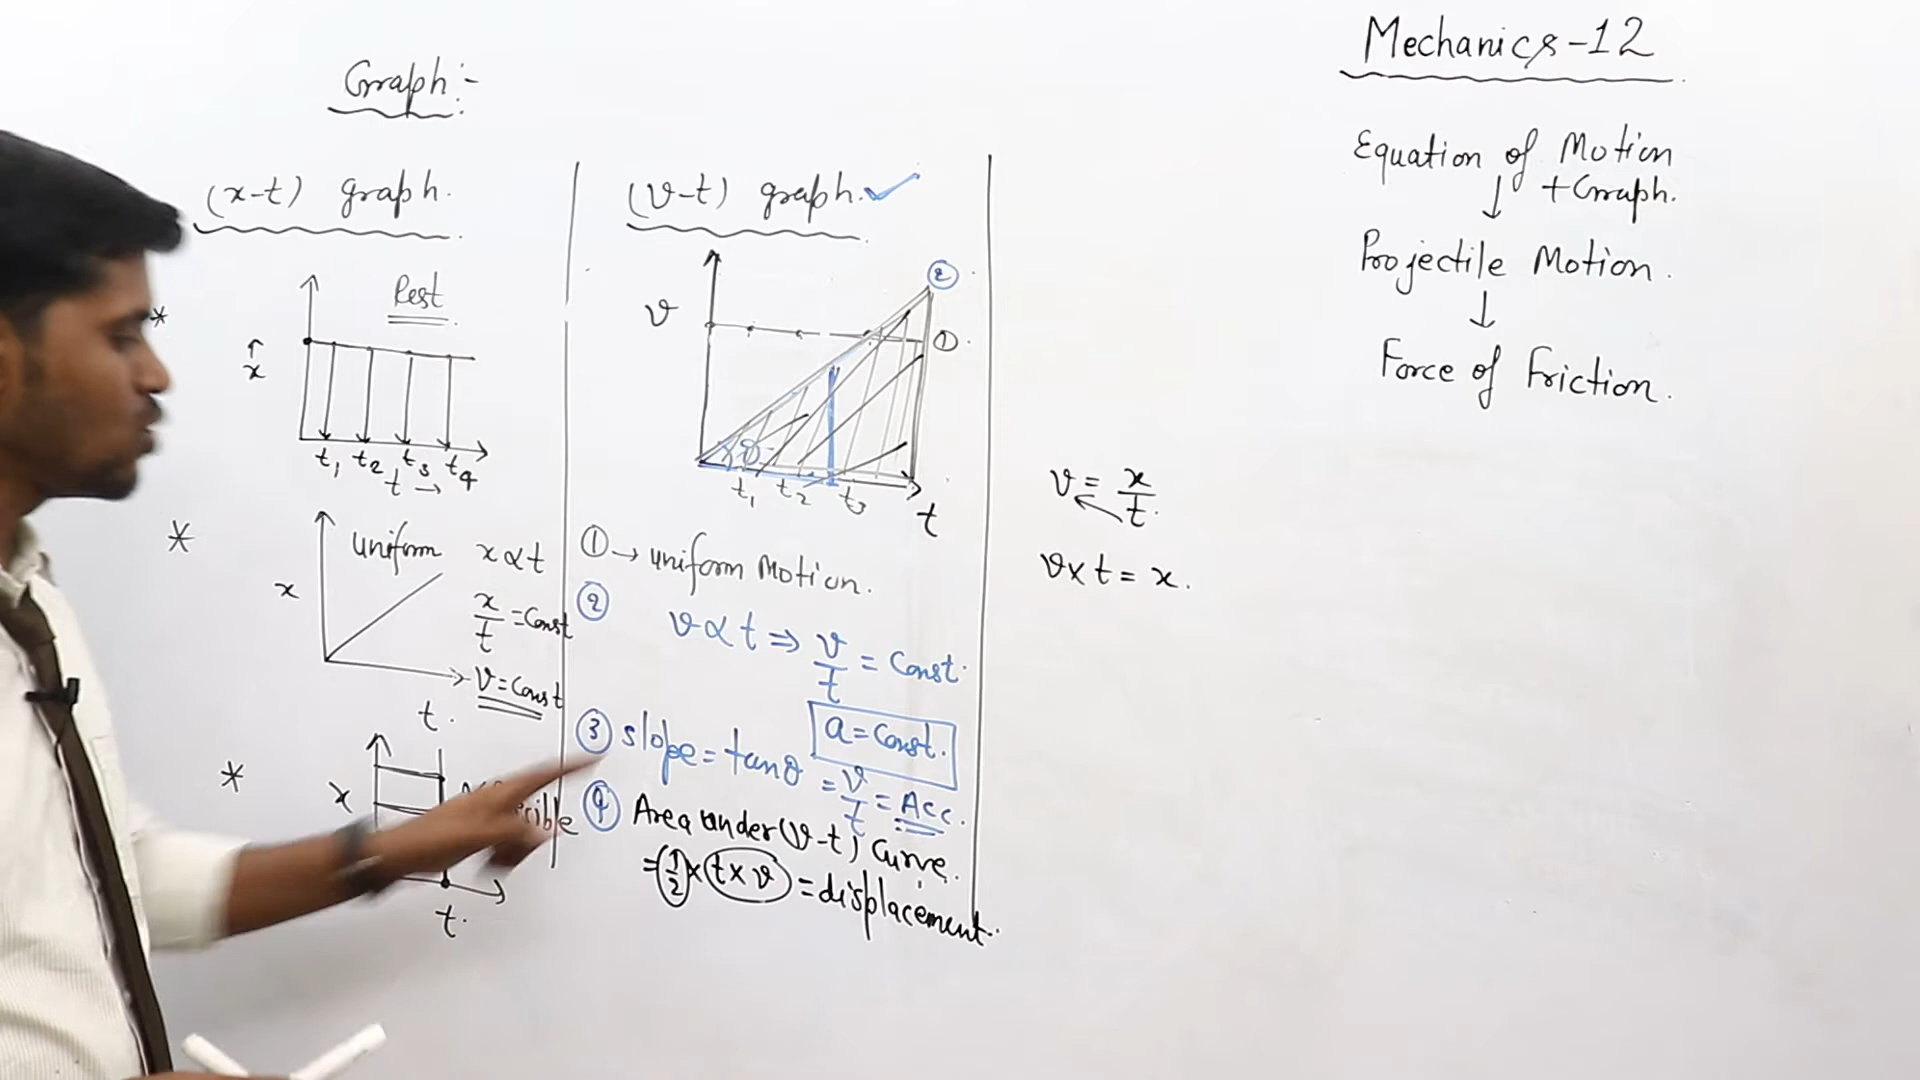 Graph:-
(x-t) graph.
*
Rest
x
t₁ t₂ t₃ t₄
t →
*
Uniform
x ∝ t
x
x/t = Const
v = Const
t.
*
x
t.
(v-t) graph. ✓
②
v
①.
θ
t₁ t₂ t₃
t
① → Uniform Motion.
② v ∝ t ⇒ v/t = Const.
a = Const.
③ slope = tanθ = v/t = Acc.
④ Area under (v-t) Curve.
= (1/2) × (t × v) = displacement.
v = x/t.
v × t = x.
Mechanics-12
Equation of Motion
↓ + Graph.
Projectile Motion.
↓
Force of Friction.